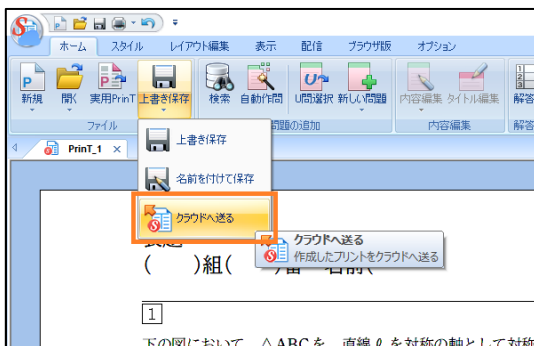 ホーム スタイル レイアウト編集 表示 配信 ブラウザ版 オプション
新規 開く 実用PrinT 上書き保存 検索 自動作問 U問選択 新しい問題 内容編集 タイトル編集 解答
ファイル 問題の追加 内容編集 解答
PrinT_1 ×
上書き保存
名前を付けて保存
クラウドへ送る
クラウドへ送る
作成したプリントをクラウドへ送る
( )組( )番 名前(
1
下の図において、△ABCを、直線ℓを対称の軸として対称